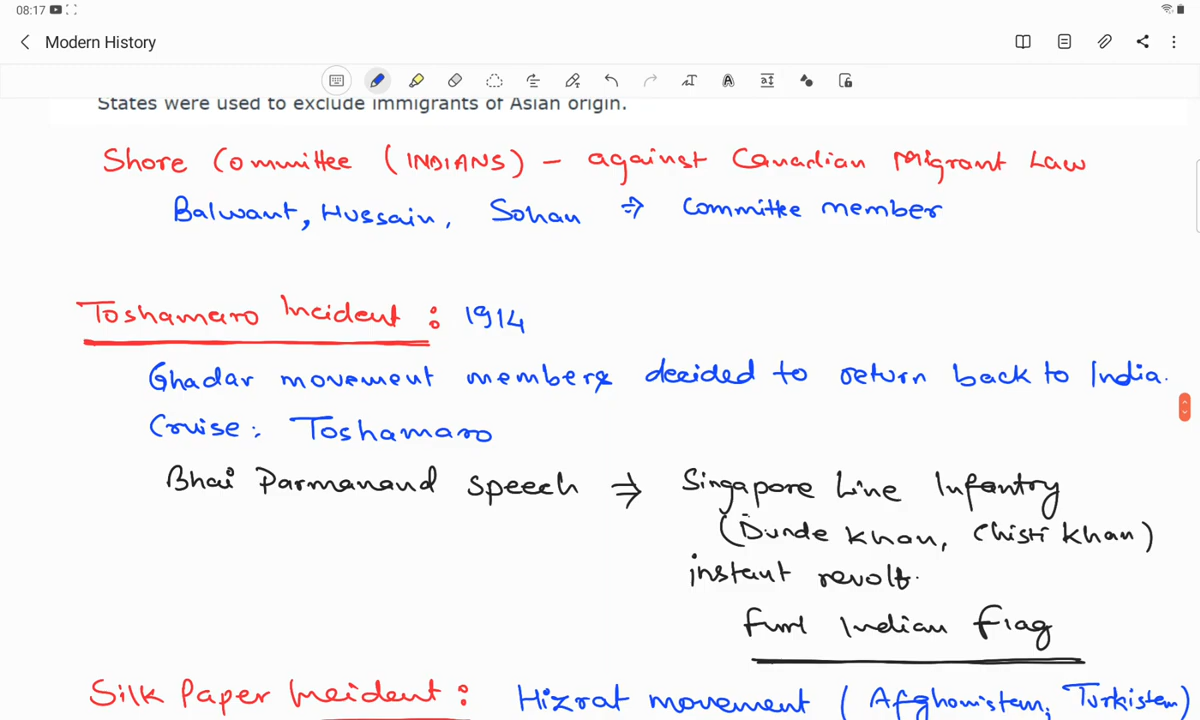 08:17
Modern History
States were used to exclude immigrants of Asian origin.
Shore Committee (INDIANS) - against Canadian Migrant Law
Balwant, Hussain, Sohan ⇒ Committee member
Toshamaro Incident : 1914
Ghadar movement members decided to return back to India.
Cruise : Toshamaro
Bhai Parmanand speech ⇒ Singapore Line Infantry
(Dunde Khan, Chisti Khan)
instant revolt.
Furl Indian Flag
Silk Paper Incident : Hizrat movement (Afghanistan, Turkistan)